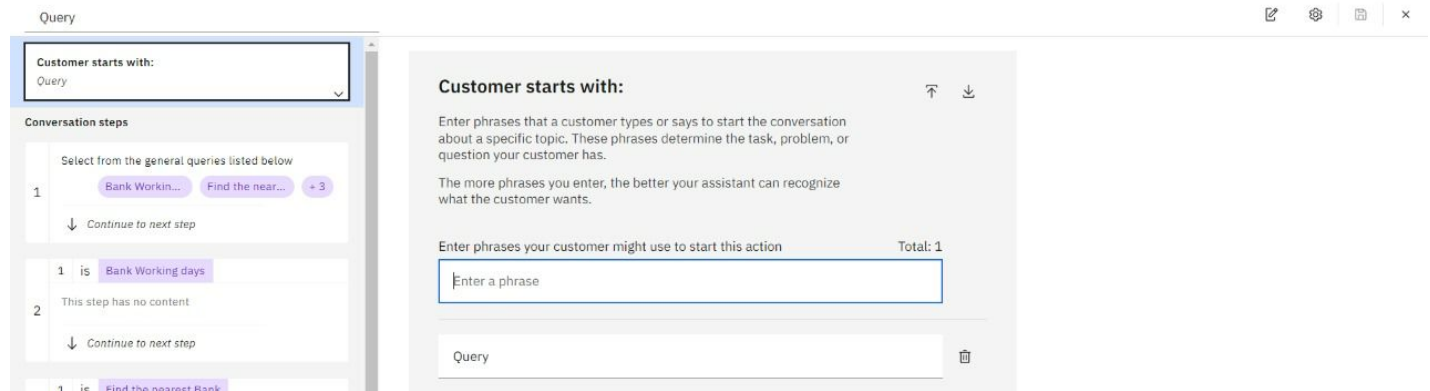 Query
Customer starts with:
Query
Conversation steps
1
Select from the general queries listed below
Bank Workin... Find the near... + 3
Continue to next step
2
1 is Bank Working days
This step has no content
Continue to next step
1 is Find the nearest Bank
Customer starts with:
Enter phrases that a customer types or says to start the conversation
about a specific topic. These phrases determine the task, problem, or
question your customer has.
The more phrases you enter, the better your assistant can recognize
what the customer wants.
Enter phrases your customer might use to start this action Total: 1
Enter a phrase
Query